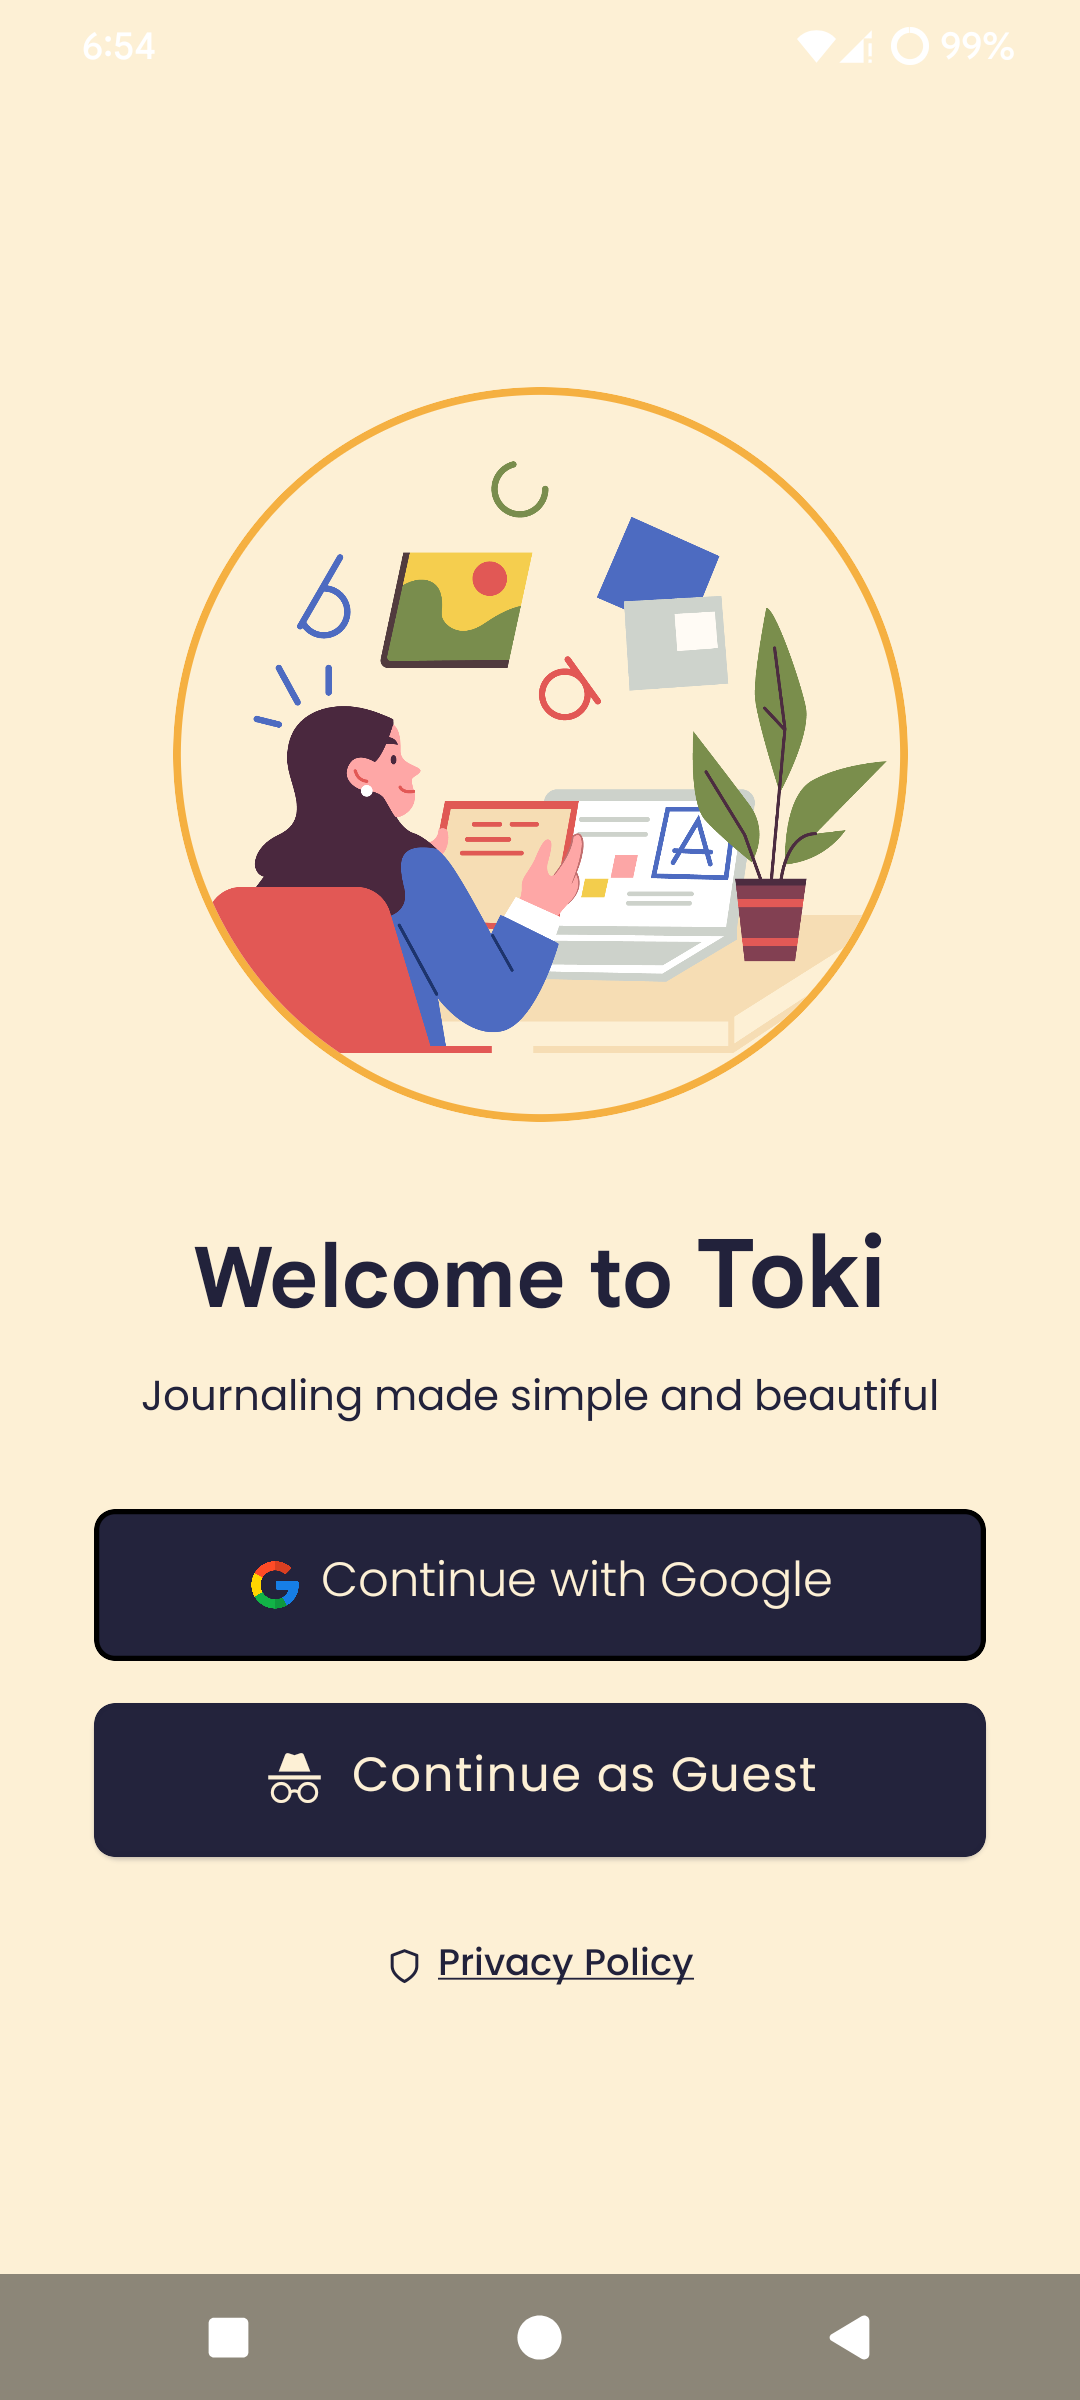 6:54
99%
b
a
A
Welcome to Toki
Journaling made simple and beautiful
Continue with Google
Continue as Guest
Privacy Policy